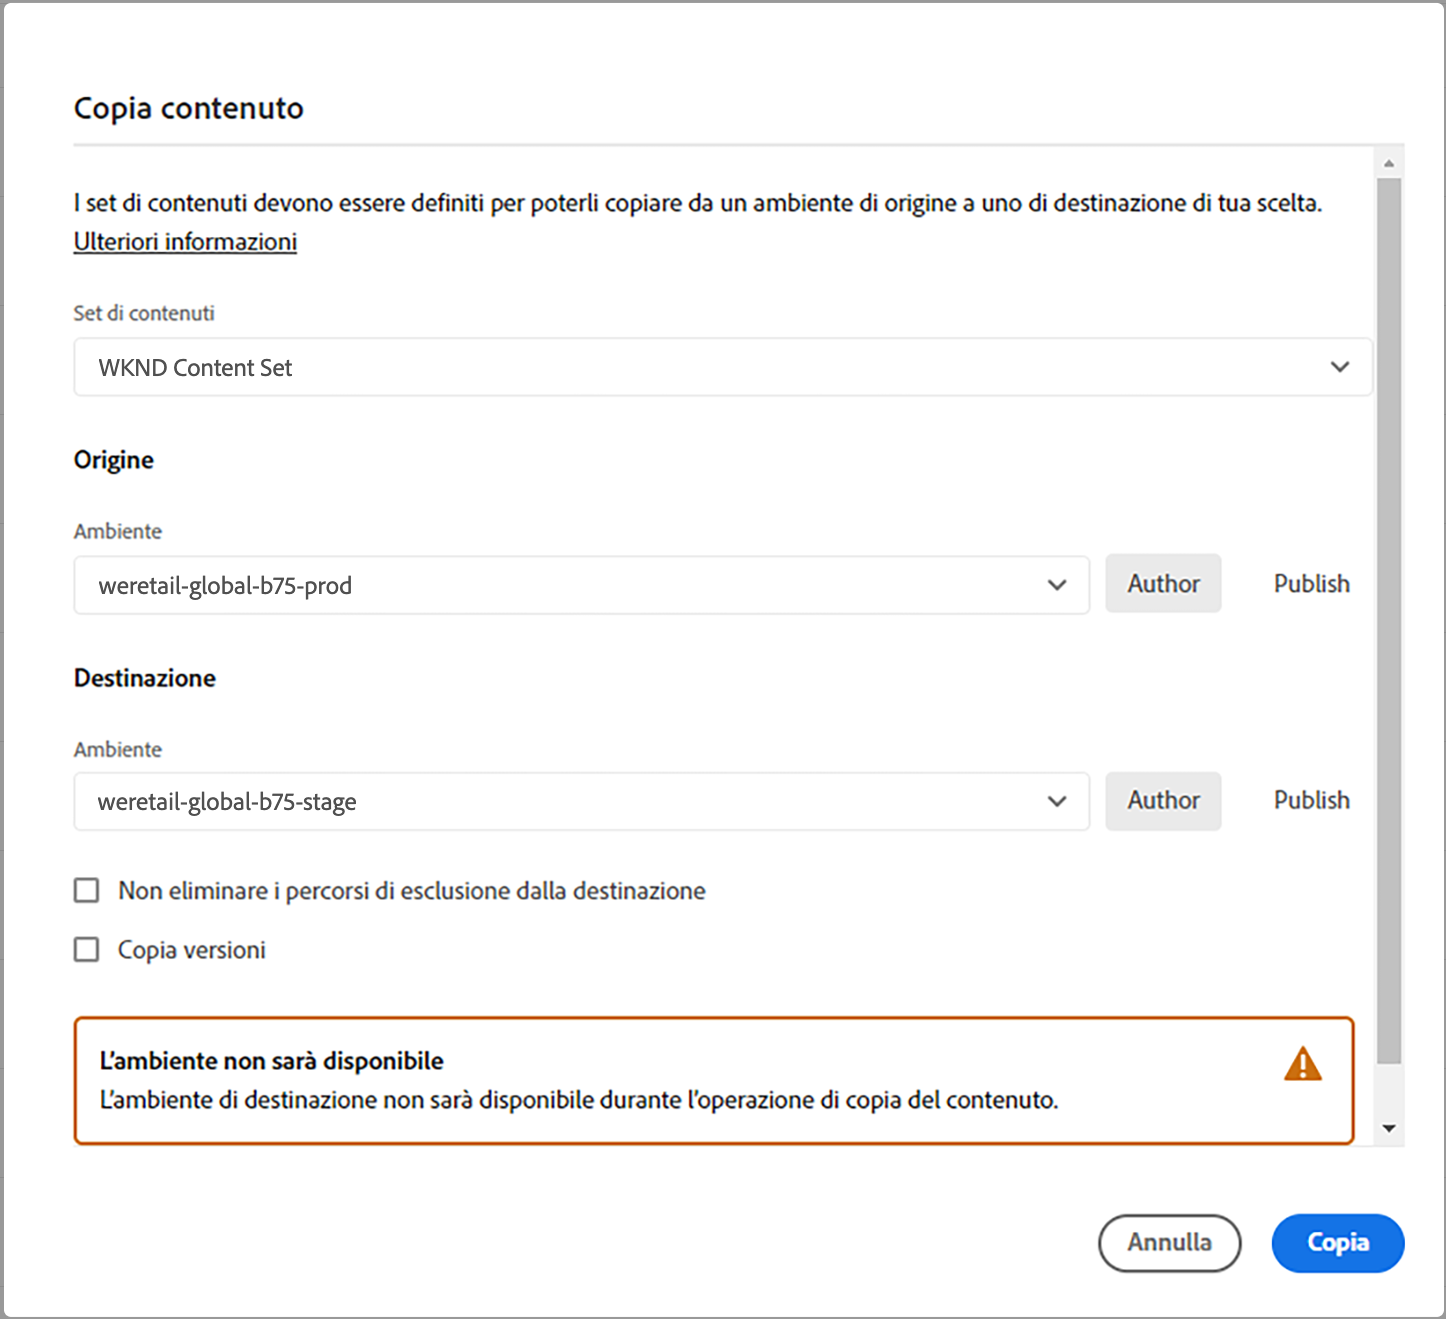 Copia contenuto
I set di contenuti devono essere definiti per poterli copiare da un ambiente di origine a uno di destinazione di tua scelta.
Ulteriori informazioni
Set di contenuti
WKND Content Set
Origine
Ambiente
weretail-global-b75-prod
Author
Publish
Destinazione
Ambiente
weretail-global-b75-stage
Author
Publish
Non eliminare i percorsi di esclusione dalla destinazione
Copia versioni
L’ambiente non sarà disponibile
L’ambiente di destinazione non sarà disponibile durante l’operazione di copia del contenuto.
Annulla
Copia